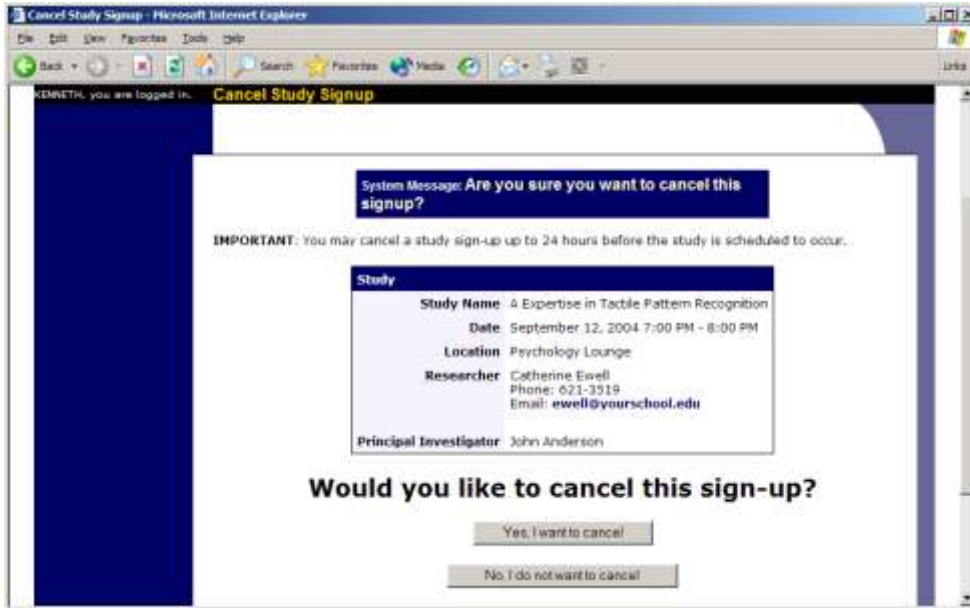 Cancel Study Signup - Microsoft Internet Explorer
File Edit View Favorites Tools Help
Back Search Favorites Media
Links
KENNETH, you are logged in. Cancel Study Signup
System Message: Are you sure you want to cancel this
signup?
IMPORTANT: You may cancel a study sign-up up to 24 hours before the study is scheduled to occur.
Study
Study Name A Expertise in Tactile Pattern Recognition
Date September 12, 2004 7:00 PM - 8:00 PM
Location Psychology Lounge
Researcher Catherine Ewell
Phone: 621-3519
Email: ewell@yourschool.edu
Principal Investigator John Anderson
Would you like to cancel this sign-up?
Yes, I want to cancel
No, I do not want to cancel